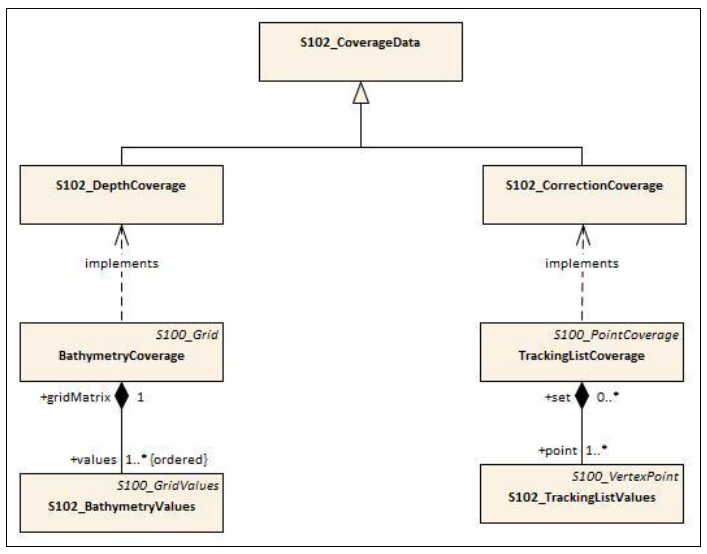 S102_CoverageData
S102_DepthCoverage
S102_CorrectionCoverage
implements
implements
S100_Grid
BathymetryCoverage
S100_PointCoverage
TrackingListCoverage
+gridMatrix 1
+set 0..*
+values 1..* {ordered}
+point 1..*
S100_GridValues
S102_BathymetryValues
S100_VertexPoint
S102_TrackingListValues